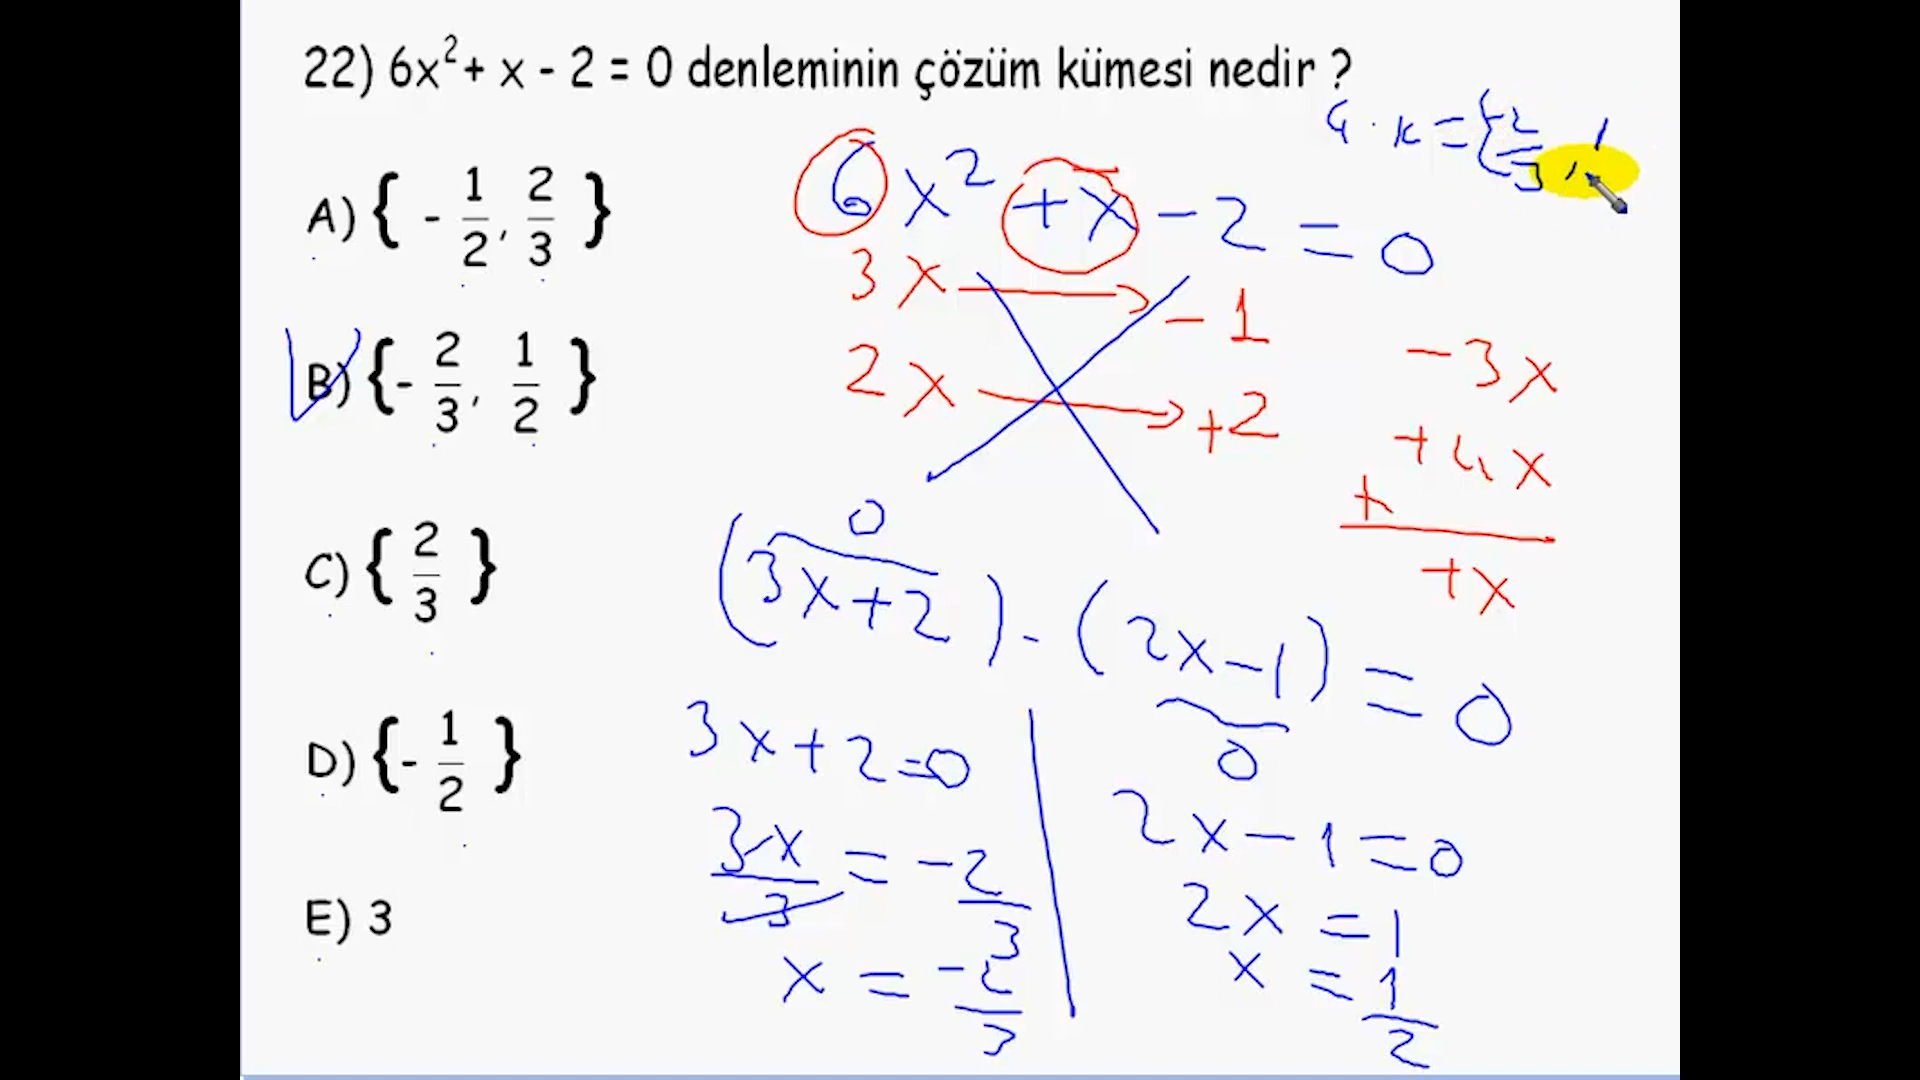 22) 6x²+ x - 2 = 0 denleminin çözüm kümesi nedir ?
Ç.K={-2/3, 1
A) { - 1/2, 2/3 }
B) {- 2/3, 1/2 }
C) { 2/3 }
D) {- 1/2 }
E) 3
6x² +x -2 = 0
3x -1
2x +2
-3x
+4x
+
+x
0
(3x+2) . (2x-1) = 0
0
3x+2=0
3x/3 = -2/3
x = -2/3
2x-1=0
2x =1
x = 1/2